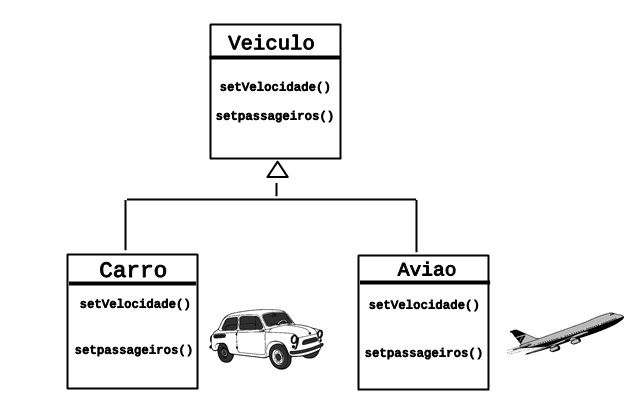 Veiculo
setVelocidade()
setpassageiros()
Carro
setVelocidade()
setpassageiros()
Aviao
setVelocidade()
setpassageiros()